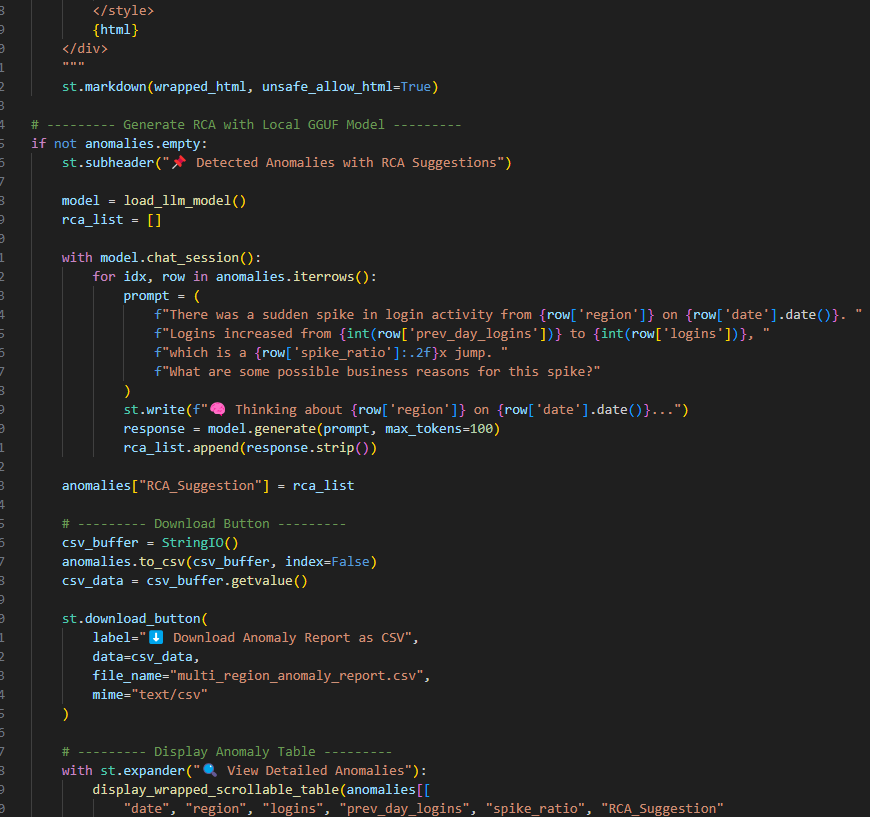 8 </style>
9 {html}
0 </div>
1 """
2 st.markdown(wrapped_html, unsafe_allow_html=True)
3
4 # --------- Generate RCA with Local GGUF Model ---------
5 if not anomalies.empty:
6 st.subheader("📌 Detected Anomalies with RCA Suggestions")
7
8 model = load_llm_model()
9 rca_list = []
0
1 with model.chat_session():
2 for idx, row in anomalies.iterrows():
3 prompt = (
4 f"There was a sudden spike in login activity from {row['region']} on {row['date'].date()}. "
5 f"Logins increased from {int(row['prev_day_logins'])} to {int(row['logins'])}, "
6 f"which is a {row['spike_ratio']:.2f}x jump. "
7 f"What are some possible business reasons for this spike?"
8 )
9 st.write(f"🧠 Thinking about {row['region']} on {row['date'].date()}...")
0 response = model.generate(prompt, max_tokens=100)
1 rca_list.append(response.strip())
2
3 anomalies["RCA_Suggestion"] = rca_list
4
5 # --------- Download Button ---------
6 csv_buffer = StringIO()
7 anomalies.to_csv(csv_buffer, index=False)
8 csv_data = csv_buffer.getvalue()
9
0 st.download_button(
1 label="⬇️ Download Anomaly Report as CSV",
2 data=csv_data,
3 file_name="multi_region_anomaly_report.csv",
4 mime="text/csv"
5 )
6
7 # --------- Display Anomaly Table ---------
8 with st.expander("🔍 View Detailed Anomalies"):
9 display_wrapped_scrollable_table(anomalies[[
0 "date", "region", "logins", "prev_day_logins", "spike_ratio", "RCA_Suggestion"